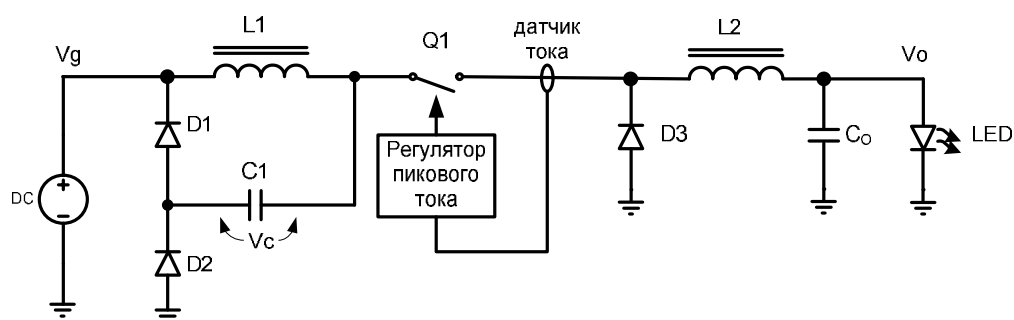 L1
Q1
датчик
тока
L2
Vg
Vo
D1
D3
Co
LED
Регулятор
пикового
тока
C1
DC
Vc
D2